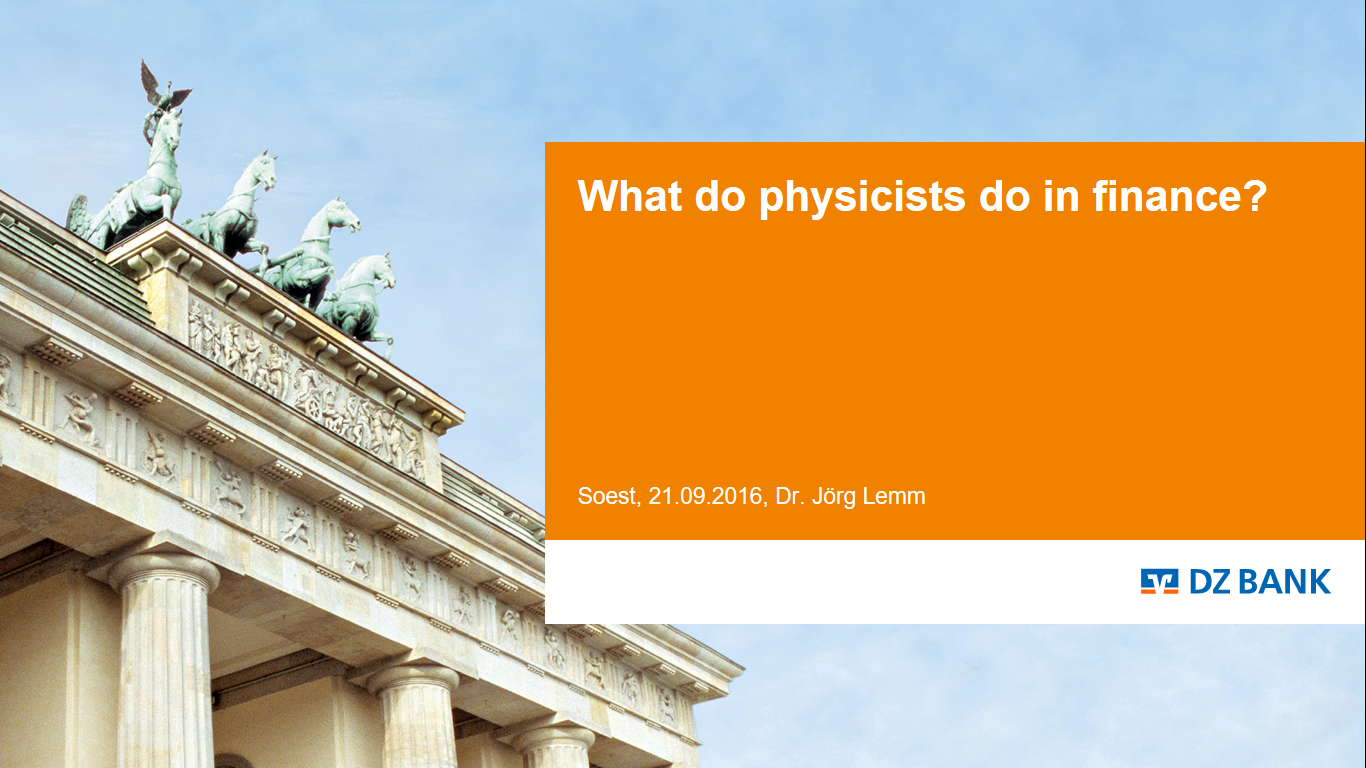 What do physicists do in finance?
Soest, 21.09.2016, Dr. Jörg Lemm
DZ BANK